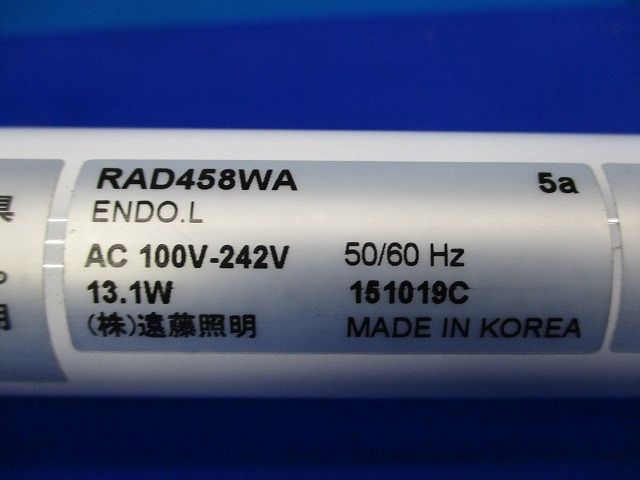 RAD458WA 5a
ENDO.L
AC 100V-242V 50/60 Hz
13.1W 151019C
(株)遠藤照明 MADE IN KOREA